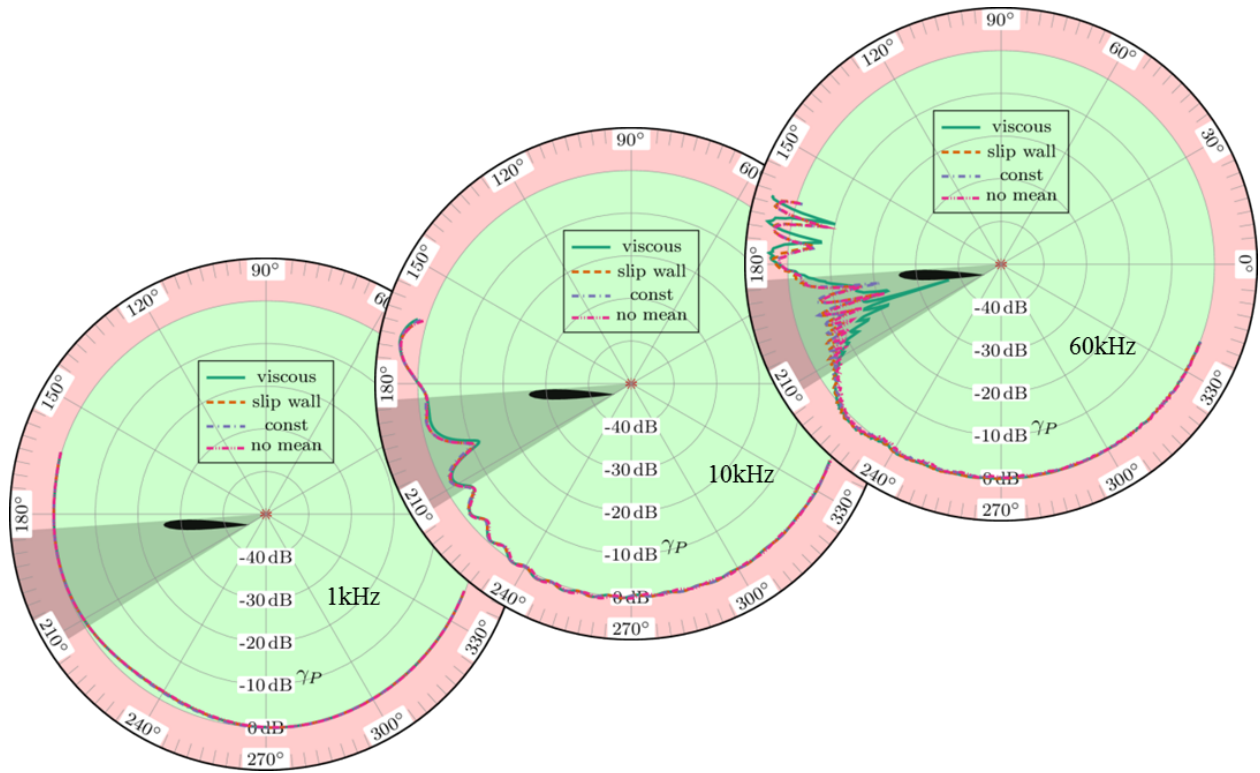 90°
120°
60°
150°
30°
viscous
slip wall
const
no mean
180°
0°
-40 dB
-30 dB
60kHz
-20 dB
210°
330°
-10 dB
γP
240°
0 dB
300°
270°
90°
120°
60
150°
viscous
slip wall
const
no mean
180°
-40 dB
-30 dB
10kHz
-20 dB
210°
330°
-10 dB
γP
240°
0 dB
300°
270°
90°
120°
60
150°
viscous
slip wall
const
no mean
180°
-40 dB
-30 dB
1kHz
-20 dB
210°
330°
-10 dB
γP
240°
0 dB
300°
270°